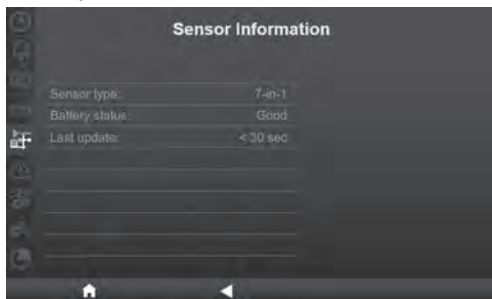 Sensor Information
Sensor type: 7-in-1
Battery status: Good
Last update: < 30 sec